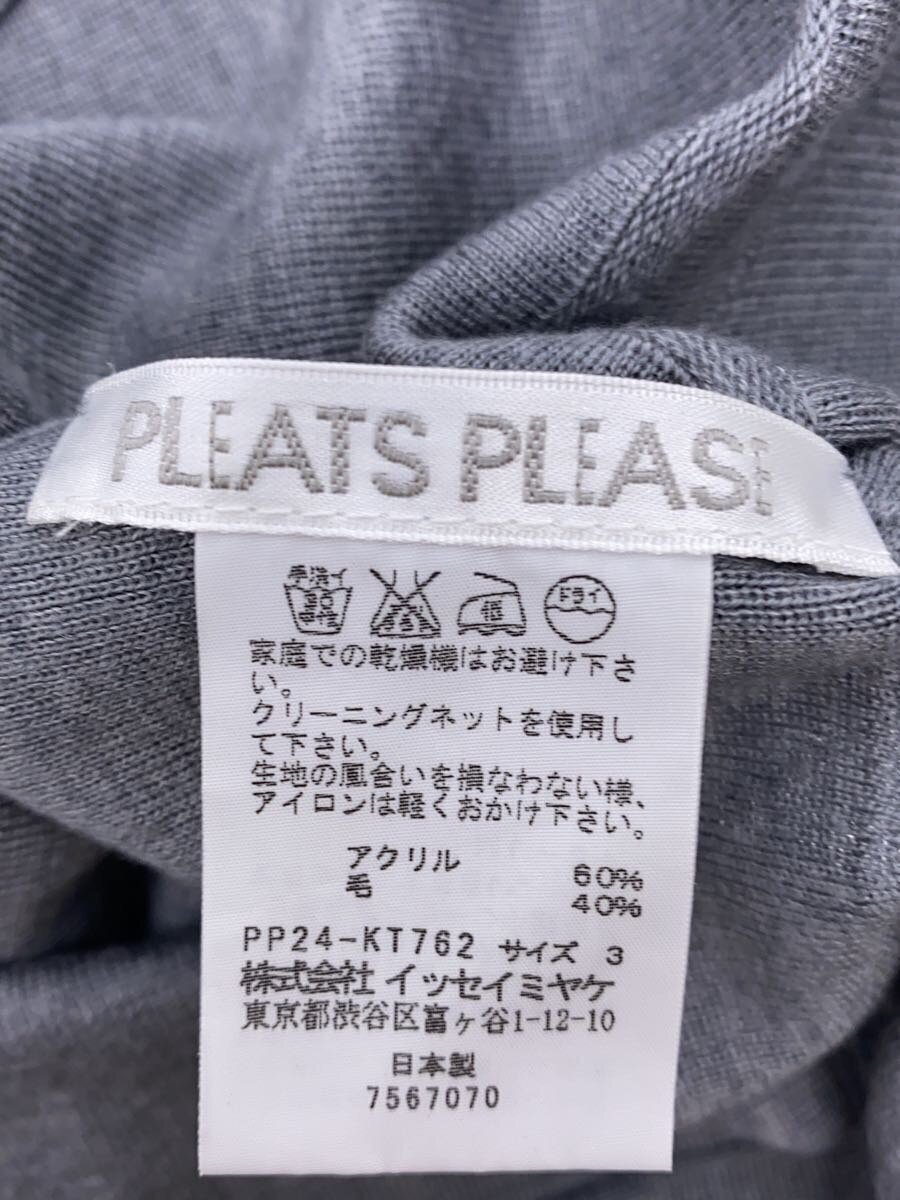 PLEATS PLEASE
手洗イ 30 低 ドライ
家庭での乾燥機はお避け下さ
い。
クリーニングネットを使用し
て下さい。
生地の風合いを損なわない様、
アイロンは軽くおかけ下さい。
アクリル 60%
毛 40%
PP24-KT762 サイズ 3
株式会社 イッセイミヤケ
東京都渋谷区富ヶ谷1-12-10
日本製
7567070